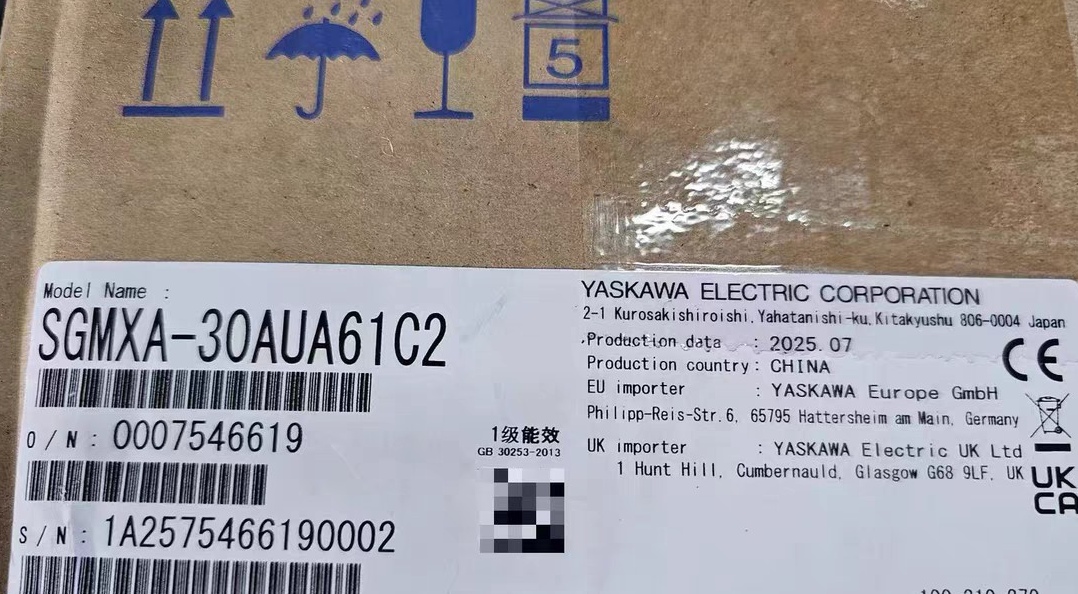 5
Model Name :
SGMXA-30AUA61C2
O/N: 0007546619
S/N: 1A2575466190002
1级能效
GB 30253-2013
YASKAWA ELECTRIC CORPORATION
2-1 Kurosakishiroishi, Yahatanishi-ku, Kitakyushu 806-0004 Japan
Production data : 2025.07
Production country: CHINA
EU importer : YASKAWA Europe GmbH
Philipp-Reis-Str.6, 65795 Hattersheim am Main, Germany
UK importer : YASKAWA Electric UK Ltd
1 Hunt Hill, Cumbernauld, Glasgow G68 9LF. UK
CE
UK
CA